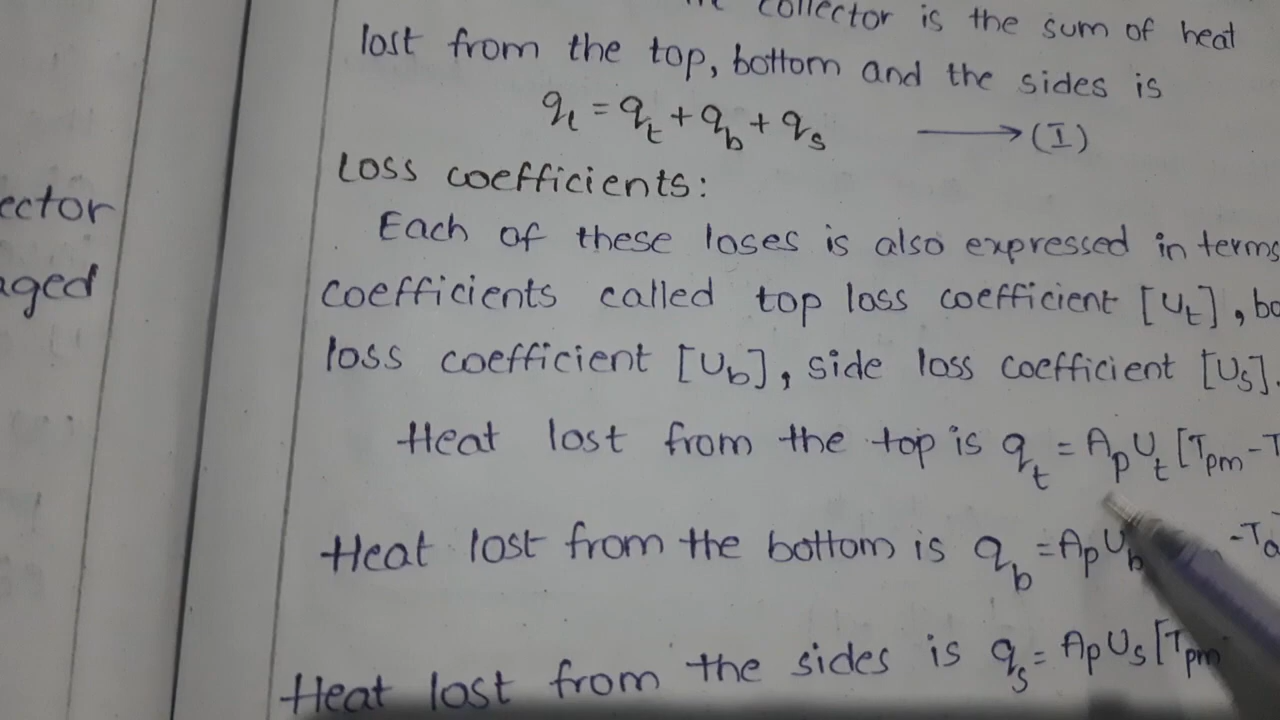 ector
aged
collector is the sum of heat
lost from the top, bottom and the sides is
q_l = q_t + q_b + q_s → (I)
Loss coefficients:
Each of these loses is also expressed in terms
coefficients called top loss coefficient [U_t], bo
loss coefficient [U_b], side loss coefficient [U_s].
Heat lost from the top is q_t = A_p U_t [T_pm - T
Heat lost from the bottom is q_b = A_p U_b - T_a
Heat lost from the sides is q_s = A_p U_s [T_pm